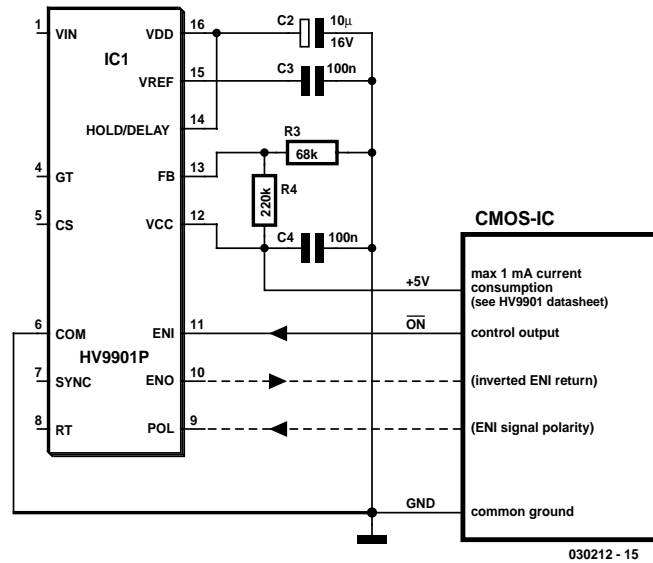 1
VIN
VDD
16
C2
10µ
16V
IC1
VREF
15
C3
100n
HOLD/DELAY
14
R3
68k
4
GT
FB
13
R4
220k
5
CS
VCC
12
C4
100n
CMOS-IC
+5V
max 1 mA current
consumption
(see HV9901 datasheet)
6
COM
ENI
11
ON
control output
HV9901P
7
SYNC
ENO
10
(inverted ENI return)
8
RT
POL
9
(ENI signal polarity)
GND
common ground
030212 - 15